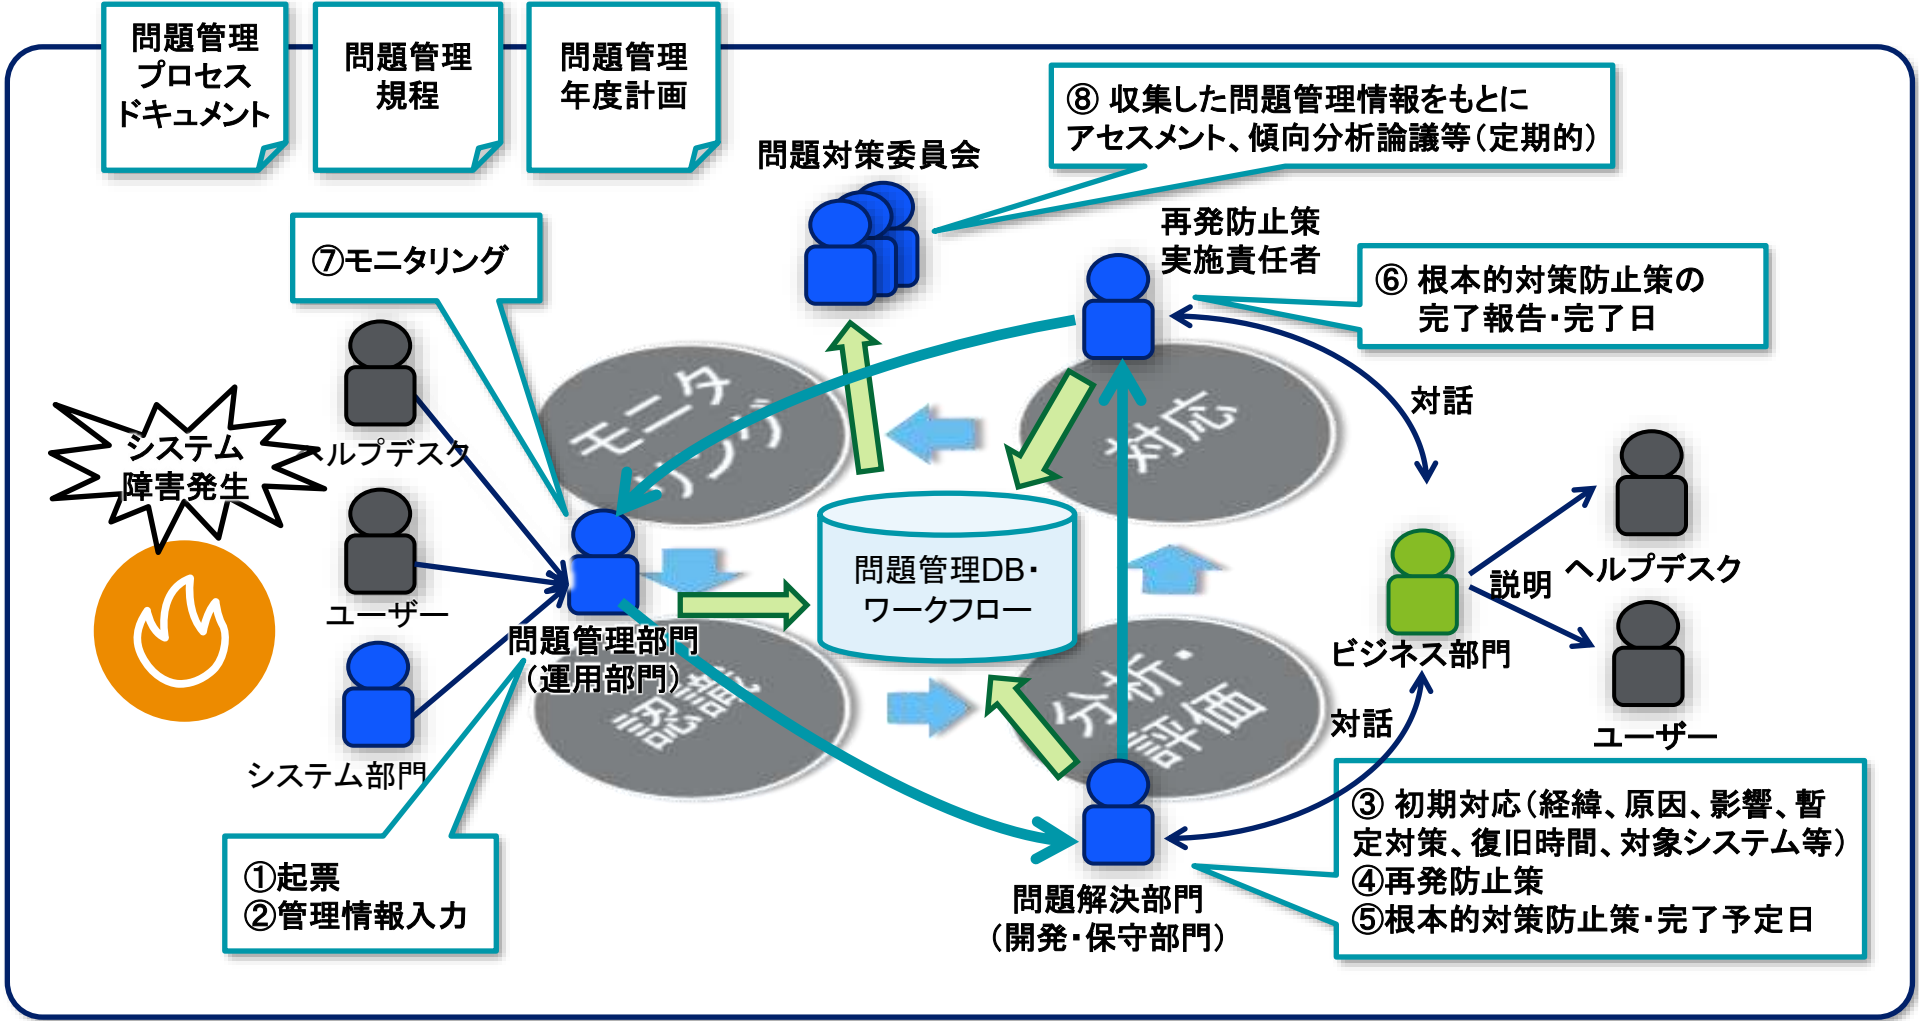 問題管理
プロセス
ドキュメント
問題管理
規程
問題管理
年度計画
⑧ 収集した問題管理情報をもとに
アセスメント、傾向分析論議等（定期的）
問題対策委員会
再発防止策
実施責任者
⑦モニタリング
⑥ 根本的対策防止策の
完了報告・完了日
モニタ
リング
対応
対話
システム
障害発生
ヘルプデスク
ユーザー
システム部門
問題管理DB・
ワークフロー
問題管理部門
（運用部門）
認識
分析・
評価
ビジネス部門
説明
ヘルプデスク
ユーザー
対話
①起票
②管理情報入力
問題解決部門
（開発・保守部門）
③ 初期対応（経緯、原因、影響、暫
定対策、復旧時間、対象システム等）
④再発防止策
⑤根本的対策防止策・完了予定日